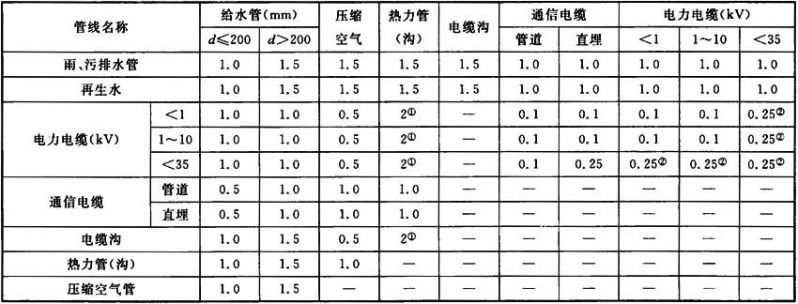 管线名称 给水管(mm) 压缩空气 热力管(沟) 电缆沟 通信电缆 电力电缆(kV)
d≤200 d>200 管道 直埋 <1 1~10 <35
雨、污排水管 1.0 1.5 1.5 1.5 1.5 1.0 1.0 1.0 1.0 1.0
再生水 1.0 1.5 1.5 1.5 1.5 1.0 1.0 1.0 1.0 1.0
电力电缆(kV) <1 1.0 1.0 0.5 2① — 0.1 0.1 0.1 0.1 0.25②
1~10 1.0 1.0 0.5 2① — 0.1 0.1 0.1 0.1 0.25②
<35 1.0 1.0 0.5 2① — 0.1 0.25 0.25② 0.25② 0.25②
通信电缆 管道 0.5 1.0 1.0 1.0 — — — — — —
直埋 0.5 1.0 1.0 1.0 — — — — — —
电缆沟 1.0 1.5 0.5 2① — — — — — —
热力管(沟) 1.0 1.5 1.0 — — — — — — —
压缩空气管 1.0 1.5 — — — — — — — —